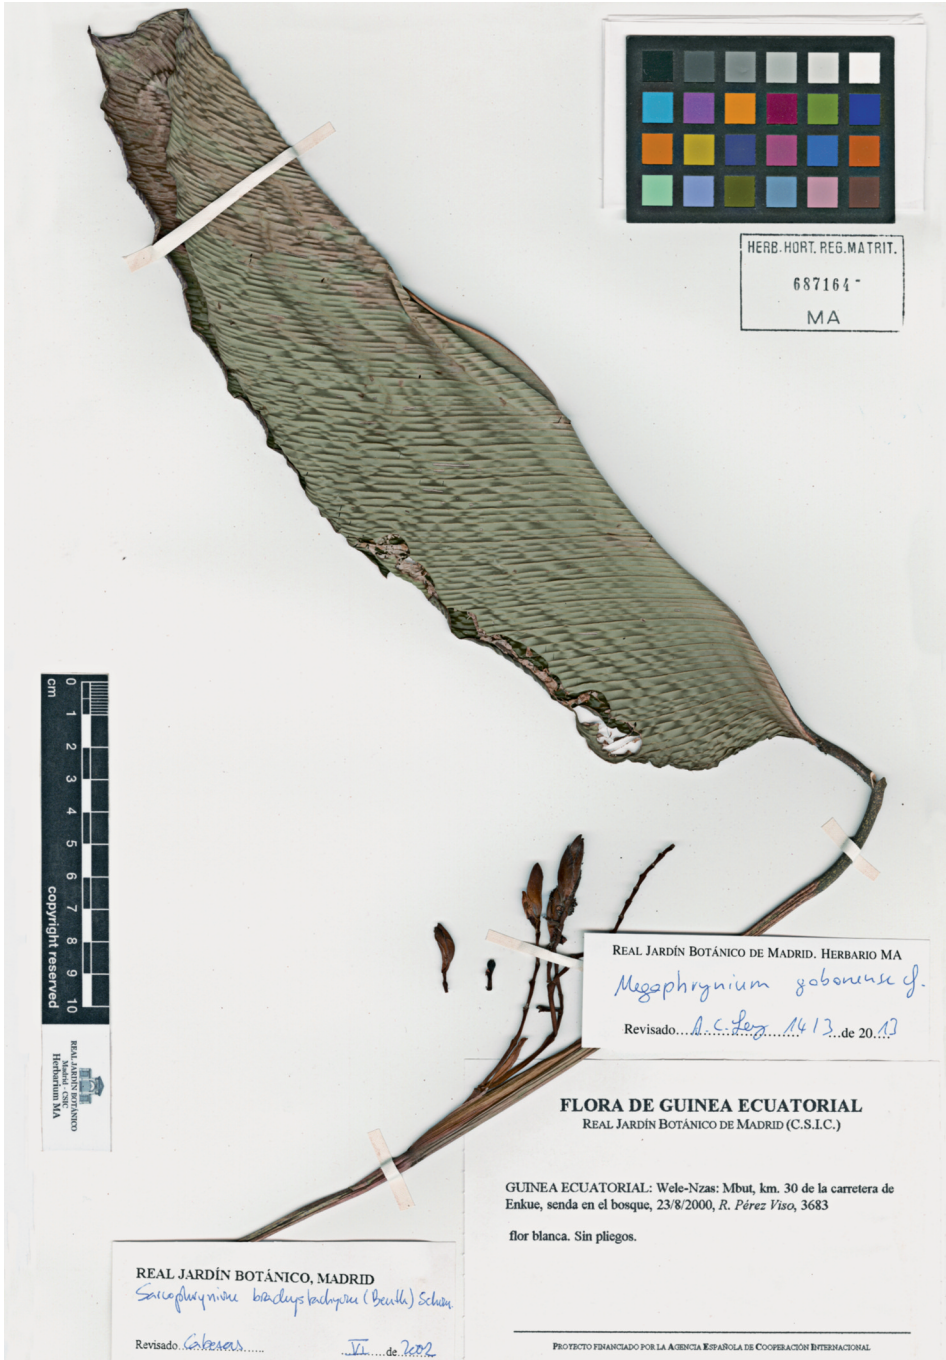 HERB. HORT. REG. MATRIT.
687164-
MA
cm
0 1 2 3 4 5 6 7 8 9 10
copyright reserved
REAL JARDÍN BOTÁNICO
Madrid - CSIC
Herbarium MA
REAL JARDÍN BOTÁNICO DE MADRID. HERBARIO MA
Megaphrynium gabonense cf.
Revisado....A.C. Ley 14/3...de 2013
FLORA DE GUINEA ECUATORIAL
REAL JARDÍN BOTÁNICO DE MADRID (C.S.I.C.)
GUINEA ECUATORIAL: Wele-Nzas: Mbut, km. 30 de la carretera de
Enkue, senda en el bosque, 23/8/2000, R. Pérez Viso, 3683
flor blanca. Sin pliegos.
PROYECTO FINANCIADO POR LA AGENCIA ESPAÑOLA DE COOPERACIÓN INTERNACIONAL
REAL JARDÍN BOTÁNICO, MADRID
Sarcophrynium brachystachyum (Benth) Schum.
Revisado. Cabezas...... ...VI....de 2002